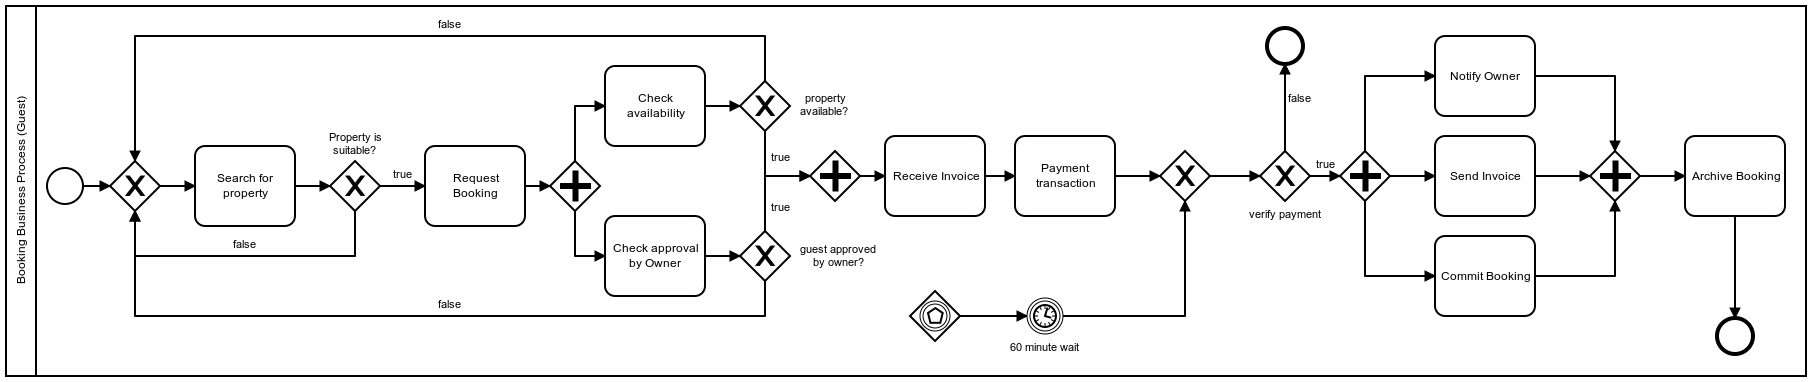 Booking Business Process (Guest)
false
Search for
property
Property is
suitable?
true
false
Request
Booking
Check
availability
property
available?
Check approval
by Owner
guest approved
by owner?
true
true
false
Receive Invoice
Payment
transaction
60 minute wait
verify payment
false
true
Notify Owner
Send Invoice
Commit Booking
Archive Booking